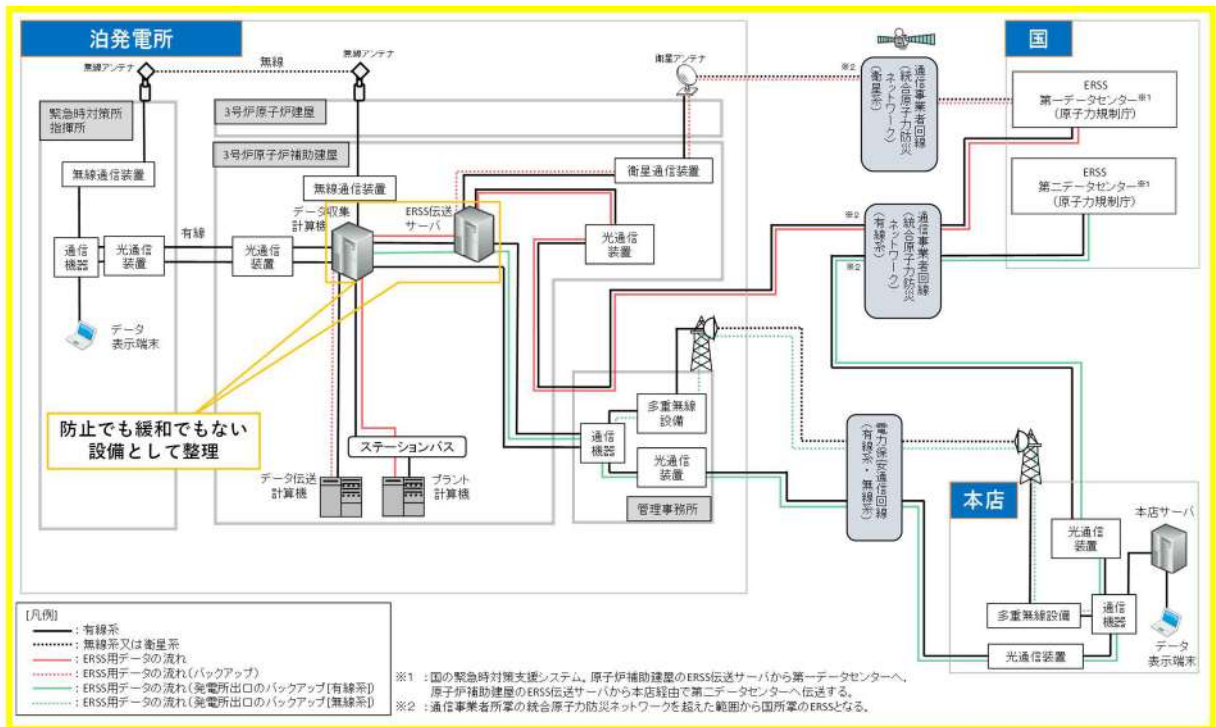 泊発電所
国
無線アンテナ
無線
無線アンテナ
衛星アンテナ
※2
通信事業者回線
(統合原子力防災
ネットワーク)
(衛星系)
ERSS
第一データセンター※1
(原子力規制庁)
緊急時対策所
指揮所
3号炉原子炉建屋
3号炉原子炉補助建屋
ERSS
第二データセンター※1
(原子力規制庁)
無線通信装置
無線通信装置
衛星通信装置
データ収集
計算機
ERSS伝送
サーバ
有線
通信
機器
光通信
装置
光通信
装置
光通信
装置
※2
※2
通信事業者回線
(統合原子力防災
ネットワーク)
(有線系)
データ
表示端末
防止でも緩和でもない
設備として整理
ステーションバス
データ伝送
計算機
プラント
計算機
多重無線
設備
通信
機器
光通信
装置
管理事務所
電力保安通信回線
(有線系・無線系)
本店
光通信
装置
本店サーバ
多重無線設備
通信
機器
光通信装置
データ
表示端末
[凡例]
:有線系
:無線系又は衛星系
:ERSS用データの流れ
:ERSS用データの流れ(バックアップ)
:ERSS用データの流れ(発電所出口のバックアップ[有線系])
:ERSS用データの流れ(発電所出口のバックアップ[無線系])
※1 :国の緊急時対策支援システム。原子炉補助建屋のERSS伝送サーバから第一データセンターへ、
原子炉補助建屋のERSS伝送サーバから本店経由で第二データセンターへ伝送する。
※2 :通信事業者所掌の統合原子力防災ネットワークを超えた範囲から国所掌のERSSとなる。